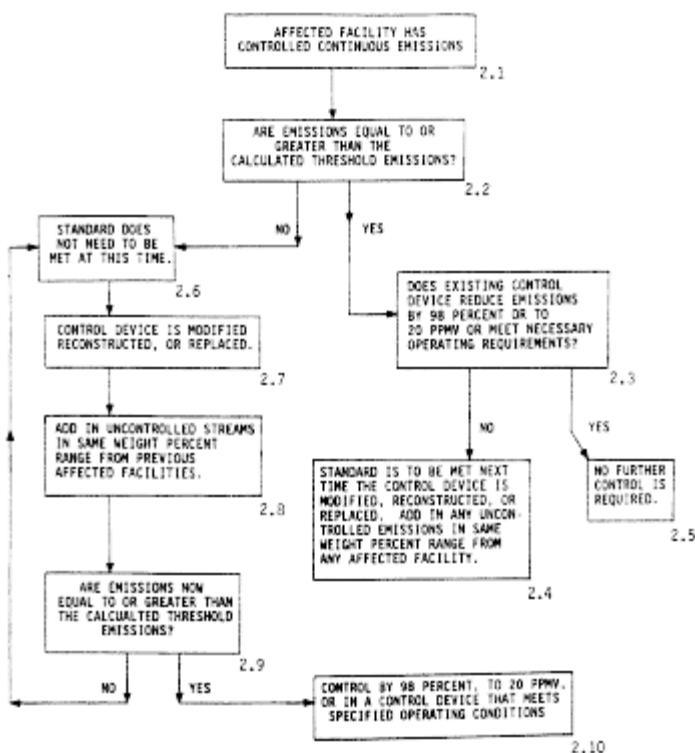 AFFECTED FACILITY HAS
CONTROLLED CONTINUOUS EMISSIONS
2.1
ARE EMISSIONS EQUAL TO OR
GREATER THAN THE
CALCULATED THRESHOLD EMISSIONS?
2.2
NO
YES
STANDARD DOES
NOT NEED TO BE
MET AT THIS TIME.
2.6
DOES EXISTING CONTROL
DEVICE REDUCE EMISSIONS
BY 98 PERCENT OR TO
20 PPMV OR MEET NECESSARY
OPERATING REQUIREMENTS?
2.3
CONTROL DEVICE IS MODIFIED
RECONSTRUCTED, OR REPLACED.
2.7
NO
YES
ADD IN UNCONTROLLED STREAMS
IN SAME WEIGHT PERCENT
RANGE FROM PREVIOUS
AFFECTED FACILITIES.
2.8
STANDARD IS TO BE MET NEXT
TIME THE CONTROL DEVICE IS
MODIFIED, RECONSTRUCTED, OR
REPLACED. ADD IN ANY UNCON-
TROLLED EMISSIONS IN SAME
WEIGHT PERCENT RANGE FROM
ANY AFFECTED FACILITY.
2.4
NO FURTHER
CONTROL IS
REQUIRED.
2.5
ARE EMISSIONS NOW
EQUAL TO OR GREATER THAN
THE CALCUALTED THRESHOLD
EMISSIONS?
2.9
NO
YES
CONTROL BY 98 PERCENT, TO 20 PPMV,
OR IN A CONTROL DEVICE THAT MEETS
SPECIFIED OPERATING CONDITIONS
2.10